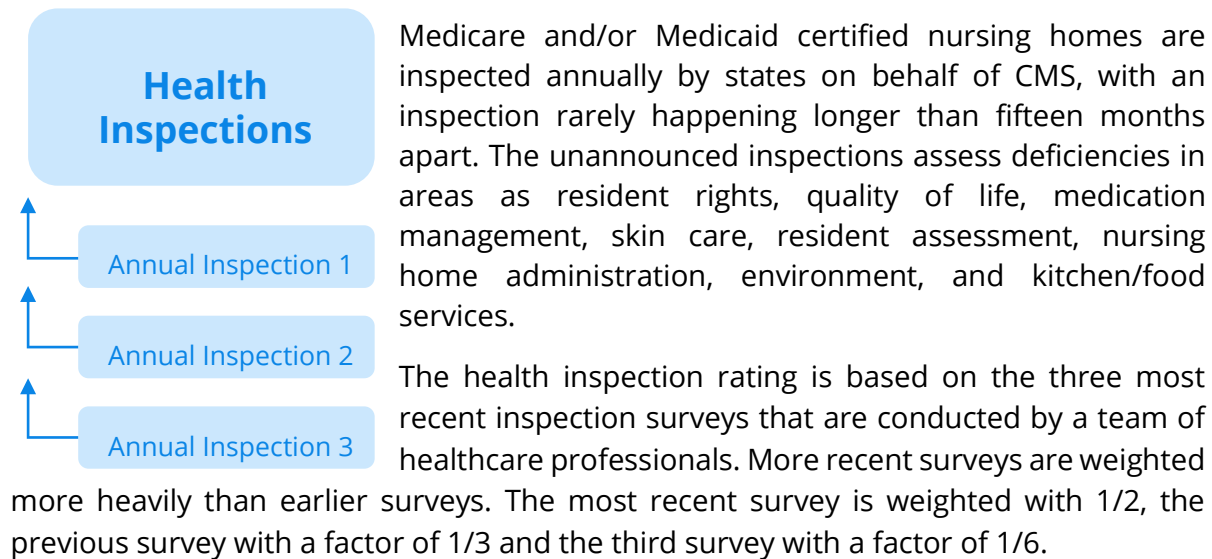 Health
Inspections
Annual Inspection 1
Annual Inspection 2
Annual Inspection 3
Medicare and/or Medicaid certified nursing homes are
inspected annually by states on behalf of CMS, with an
inspection rarely happening longer than fifteen months
apart. The unannounced inspections assess deficiencies in
areas as resident rights, quality of life, medication
management, skin care, resident assessment, nursing
home administration, environment, and kitchen/food
services.
The health inspection rating is based on the three most
recent inspection surveys that are conducted by a team of
healthcare professionals. More recent surveys are weighted
more heavily than earlier surveys. The most recent survey is weighted with 1/2, the
previous survey with a factor of 1/3 and the third survey with a factor of 1/6.